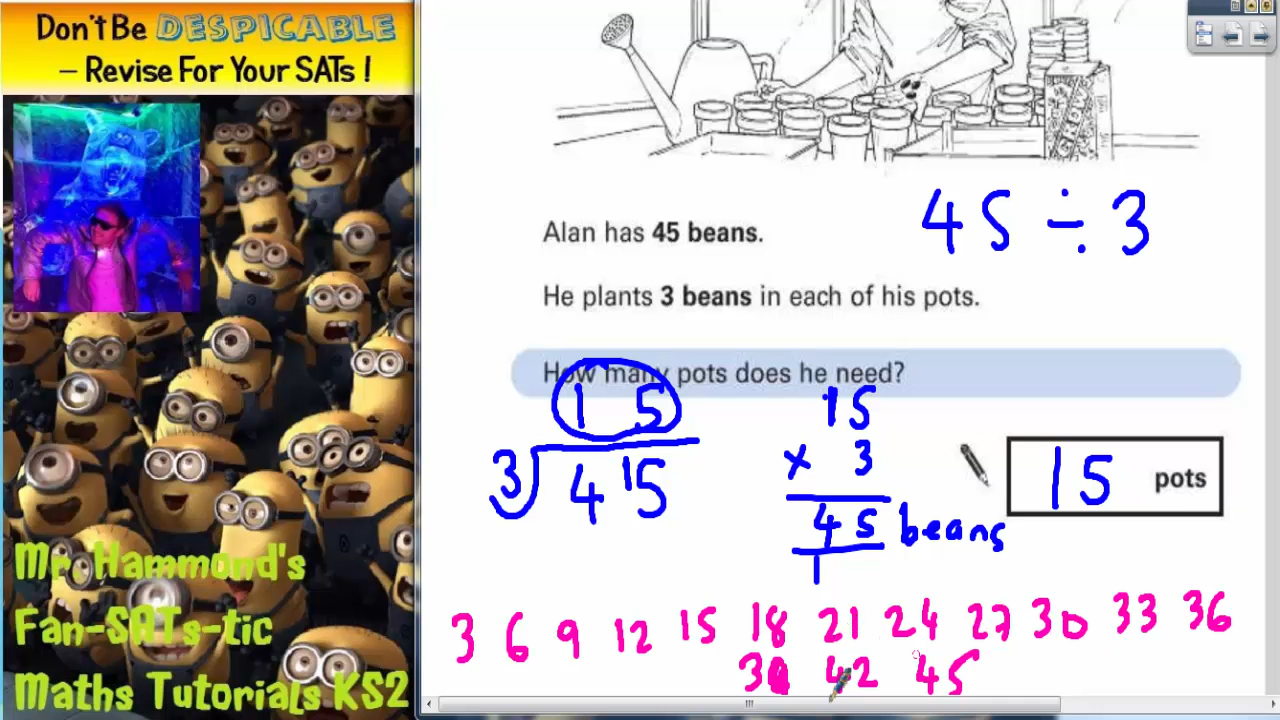 Don't Be DESPICABLE
– Revise For Your SATs !
45 ÷ 3
Alan has 45 beans.
He plants 3 beans in each of his pots.
How many pots does he need?
1 5
3 4 15
15
x 3
45 beans
1
15 pots
Mr. Hammond's
Fan-SATs-tic
Maths Tutorials KS2
3 6 9 12 15 18 21 24 27 30 33 36
39 42 45